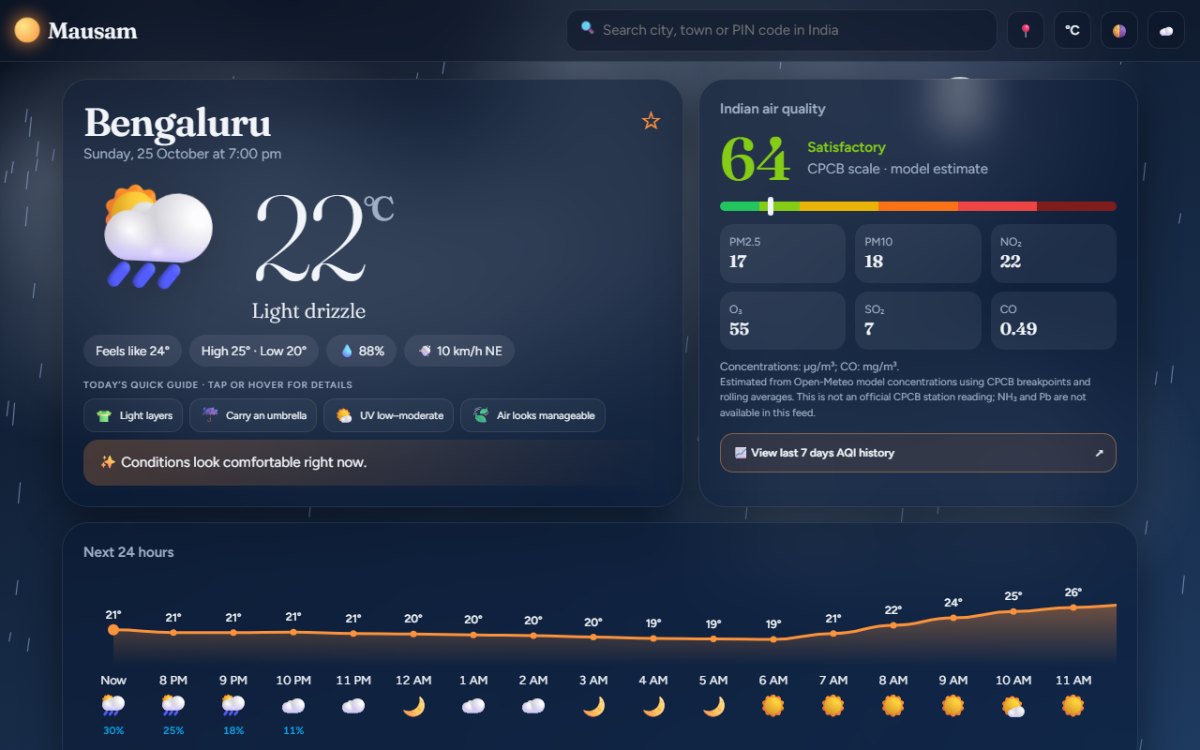 Mausam
Search city, town or PIN code in India
°C
Bengaluru
Sunday, 25 October at 7:00 pm
22°C
Light drizzle
Feels like 24°
High 25° · Low 20°
88%
10 km/h NE
TODAY'S QUICK GUIDE · TAP OR HOVER FOR DETAILS
Light layers
Carry an umbrella
UV low–moderate
Air looks manageable
Conditions look comfortable right now.
Indian air quality
64
Satisfactory
CPCB scale · model estimate
PM2.5
17
PM10
18
NO₂
22
O₃
55
SO₂
7
CO
0.49
Concentrations: µg/m³; CO: mg/m³.
Estimated from Open-Meteo model concentrations using CPCB breakpoints and
rolling averages. This is not an official CPCB station reading; NH₃ and Pb are not
available in this feed.
View last 7 days AQI history ↗
Next 24 hours
21° 21° 21° 21° 21° 20° 20° 20° 20° 19° 19° 19° 21° 22° 24° 25° 26°
Now 8 PM 9 PM 10 PM 11 PM 12 AM 1 AM 2 AM 3 AM 4 AM 5 AM 6 AM 7 AM 8 AM 9 AM 10 AM 11 AM
30% 25% 18% 11%